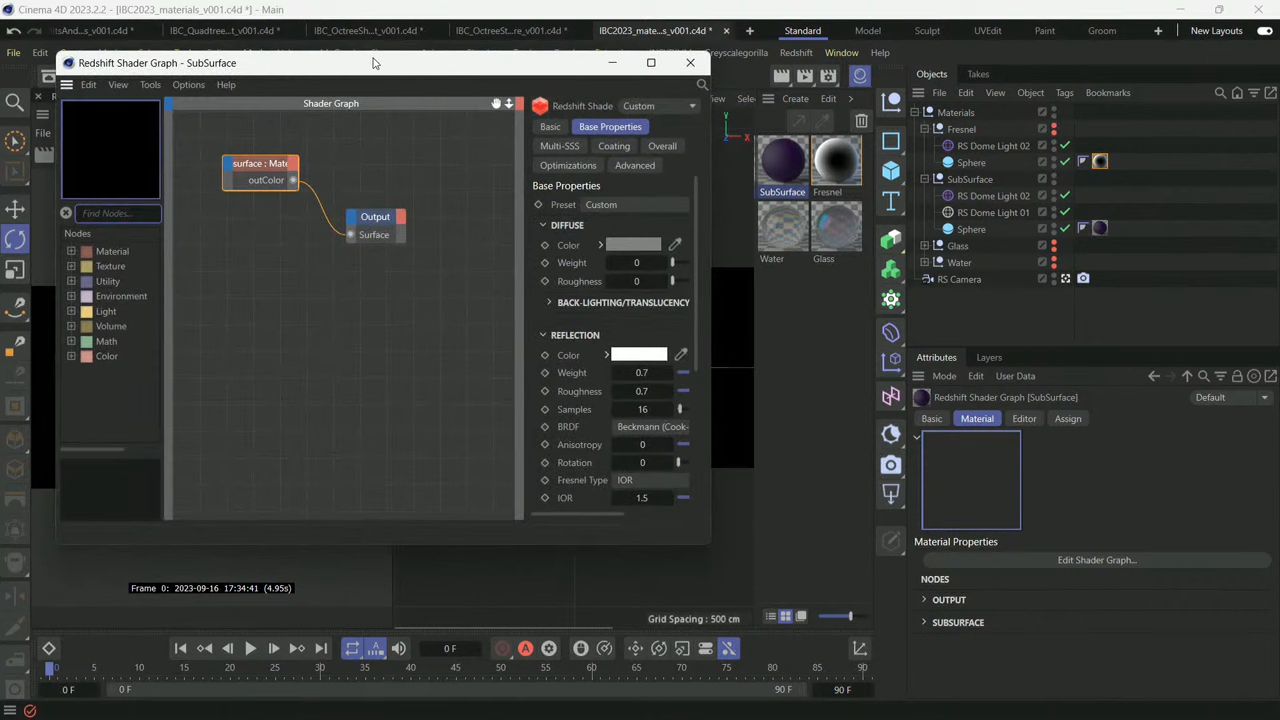 Cinema 4D 2023.2.2 - [IBC2023_materials_v001.c4d *] - Main
IBC_Quadtree...t_v001.c4d *
IBC_OctreeSh...t_v001.c4d *
IBC_OctreeSt...re_v001.c4d *
IBC2023_mate...s_v001.c4d *
Standard
Model
Sculpt
UVEdit
Paint
Groom
New Layouts
File
Edit
Greyscalegorilla
Redshift
Window
Redshift Shader Graph - SubSurface
Edit
View
Tools
Options
Help
Shader Graph
surface : Mate
outColor
Output
Surface
Find Nodes...
Nodes
Material
Texture
Utility
Environment
Light
Volume
Math
Color
Redshift Shade
Custom
Basic
Base Properties
Multi-SSS
Coating
Overall
Optimizations
Advanced
Base Properties
Preset
Custom
DIFFUSE
Color
Weight
0
Roughness
0
BACK-LIGHTING/TRANSLUCENCY
REFLECTION
Color
Weight
0.7
Roughness
0.7
Samples
16
BRDF
Beckmann (Cook-
Anisotropy
0
Rotation
0
Fresnel Type
IOR
IOR
1.5
File
View
Selec
Create
Edit
SubSurface
Fresnel
Water
Glass
Objects
Takes
File
Edit
View
Object
Tags
Bookmarks
Materials
Fresnel
RS Dome Light 02
Sphere
SubSurface
RS Dome Light 02
RS Dome Light 01
Sphere
Glass
Water
RS Camera
Attributes
Layers
Mode
Edit
User Data
Redshift Shader Graph [SubSurface]
Default
Basic
Material
Editor
Assign
Material Properties
Edit Shader Graph...
NODES
OUTPUT
SUBSURFACE
Y
X
Frame 0: 2023-09-16 17:34:41 (4.95s)
Grid Spacing : 500 cm
0 F
0
5
10
15
20
25
30
35
40
45
50
55
60
65
70
75
80
85
90
0 F
0 F
90 F
90 F